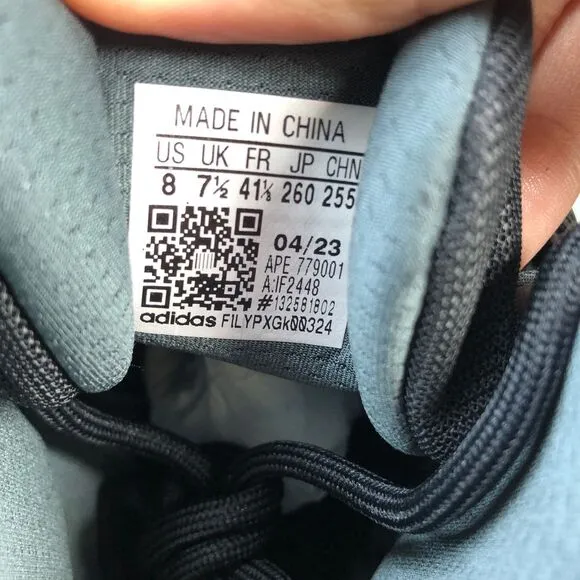 MADE IN CHINA
US UK FR JP CHN
8 7½ 41⅓ 260 255
04/23
APE 779001
A:IF2448
#132581802
adidas FILYPXGk00324